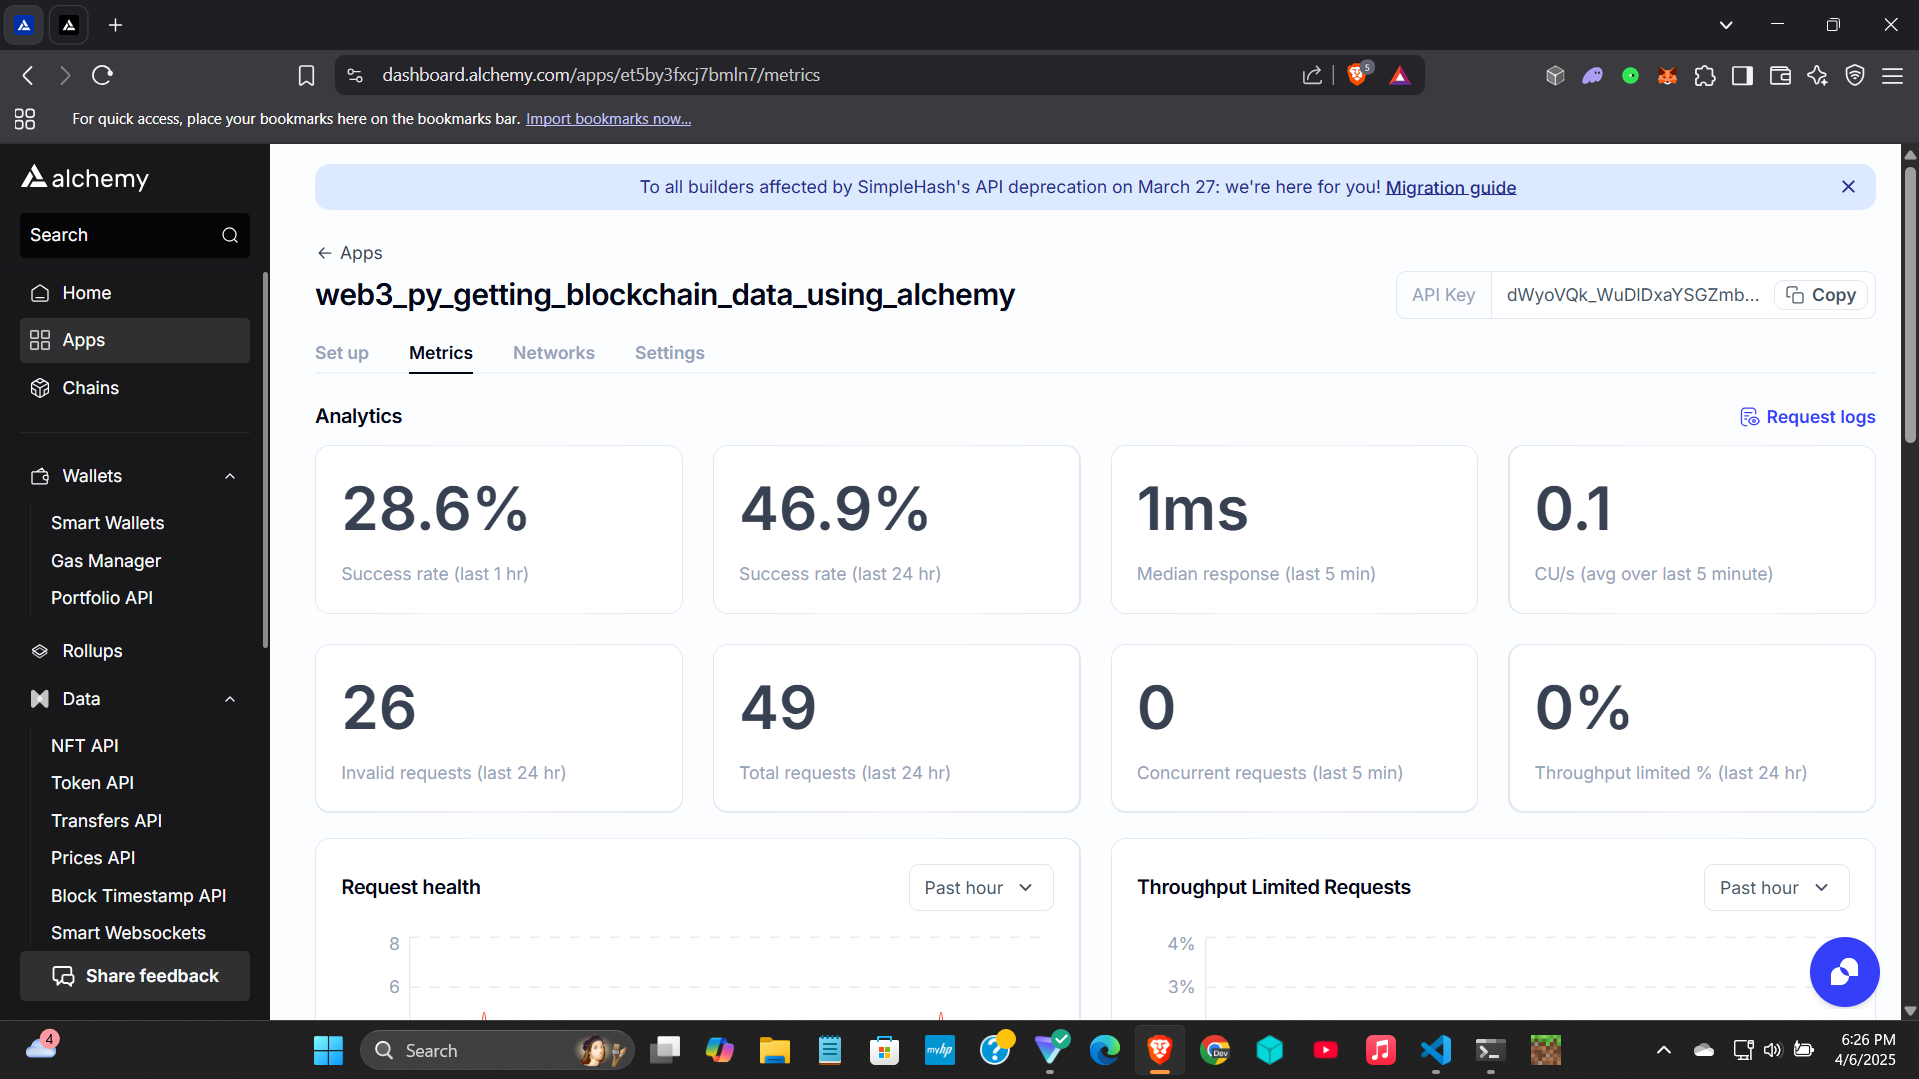 dashboard.alchemy.com/apps/et5by3fxcj7bmln7/metrics
5
For quick access, place your bookmarks here on the bookmarks bar. Import bookmarks now...
alchemy
Search
Home
Apps
Chains
Wallets
Smart Wallets
Gas Manager
Portfolio API
Rollups
Data
NFT API
Token API
Transfers API
Prices API
Block Timestamp API
Smart Websockets
Share feedback
To all builders affected by SimpleHash's API deprecation on March 27: we're here for you! Migration guide
← Apps
web3_py_getting_blockchain_data_using_alchemy
API Key dWyoVQk_WuDlDxaYSGZmb... Copy
Set up Metrics Networks Settings
Analytics
Request logs
28.6%
Success rate (last 1 hr)
46.9%
Success rate (last 24 hr)
1ms
Median response (last 5 min)
0.1
CU/s (avg over last 5 minute)
26
Invalid requests (last 24 hr)
49
Total requests (last 24 hr)
0
Concurrent requests (last 5 min)
0%
Throughput limited % (last 24 hr)
Request health
Past hour
8
6
Throughput Limited Requests
Past hour
4%
3%
4
Search
myhp
Dev
6:26 PM
4/6/2025